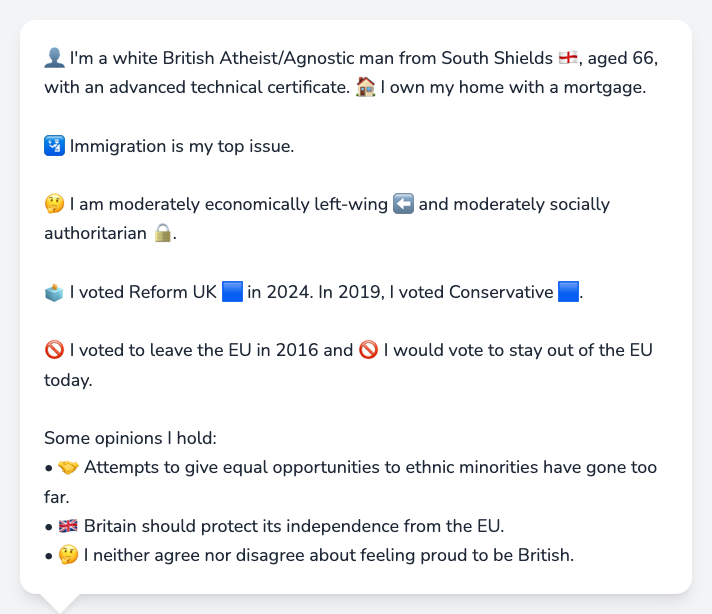 👤 I'm a white British Atheist/Agnostic man from South Shields 🏴󠁧󠁢󠁥󠁮󠁧󠁿, aged 66,
with an advanced technical certificate. 🏠 I own my home with a mortgage.
🛂 Immigration is my top issue.
🤔 I am moderately economically left-wing ⬅️ and moderately socially
authoritarian 🔒.
🗳️ I voted Reform UK 🟦 in 2024. In 2019, I voted Conservative 🟦.
🚫 I voted to leave the EU in 2016 and 🚫 I would vote to stay out of the EU
today.
Some opinions I hold:
• 🤝 Attempts to give equal opportunities to ethnic minorities have gone too
far.
• 🇬🇧 Britain should protect its independence from the EU.
• 🤔 I neither agree nor disagree about feeling proud to be British.